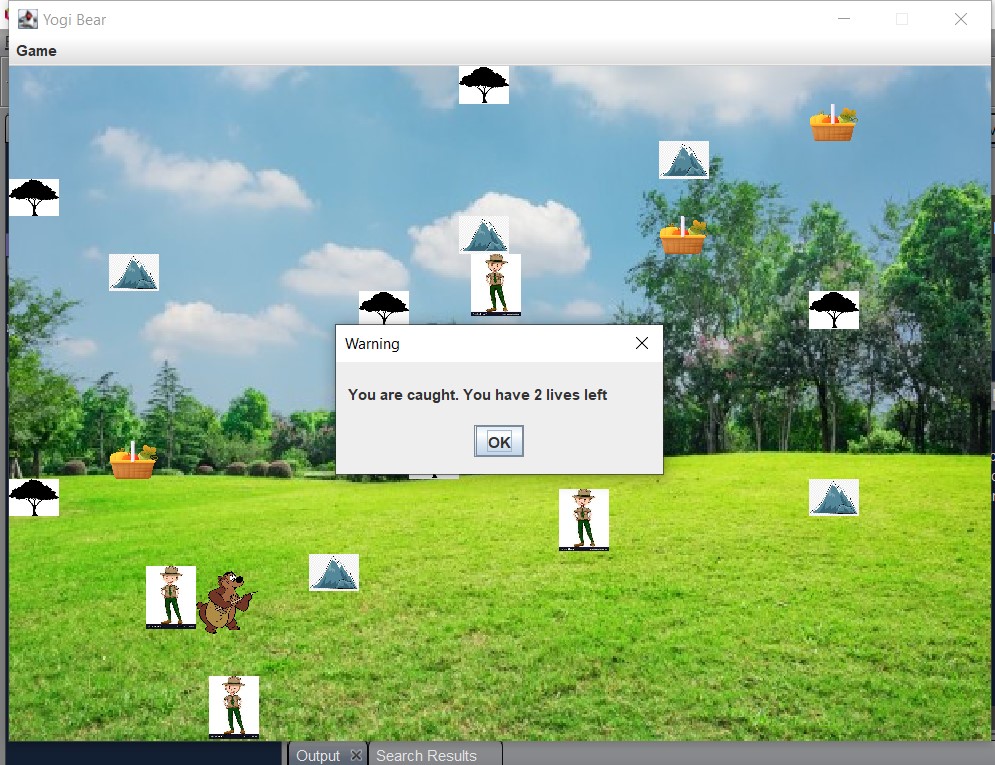 Yogi Bear
Game
Warning
You are caught. You have 2 lives left
OK
Output
Search Results